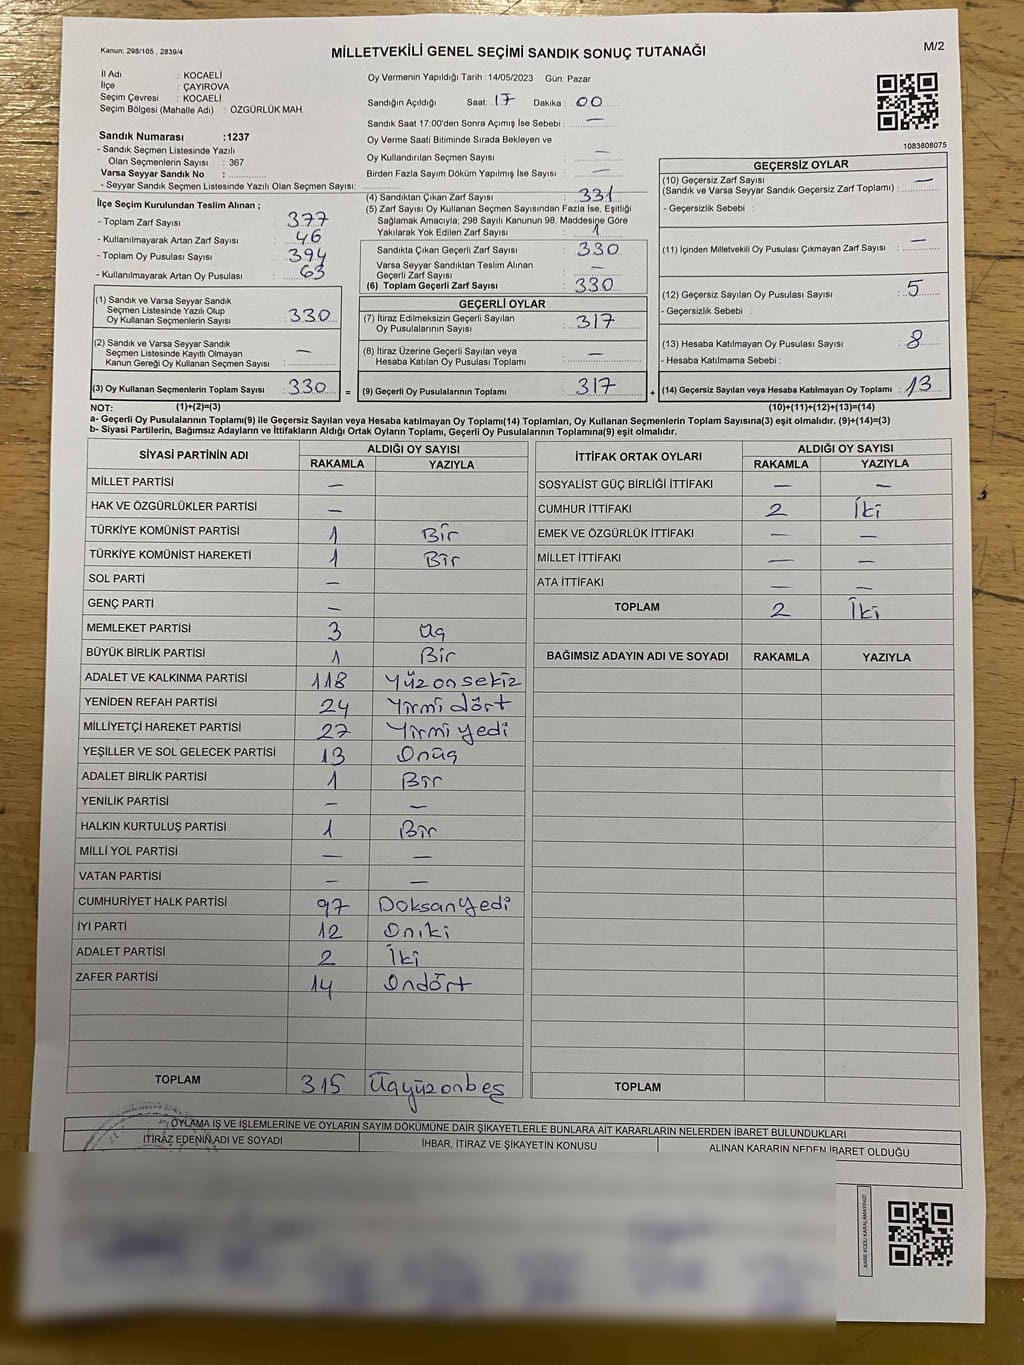 Kanun: 298/105 , 2839/4
MİLLETVEKİLİ GENEL SEÇİMİ SANDIK SONUÇ TUTANAĞI
M/2
İl Adı : KOCAELİ
İlçe : ÇAYIROVA
Seçim Çevresi : KOCAELİ
Seçim Bölgesi (Mahalle Adı) : ÖZGÜRLÜK MAH.
Sandık Numarası :1237
- Sandık Seçmen Listesinde Yazılı
Olan Seçmenlerin Sayısı : 367
Varsa Seyyar Sandık No :
- Seyyar Sandık Seçmen Listesinde Yazılı Olan Seçmen Sayısı:
İlçe Seçim Kurulundan Teslim Alınan ;
- Toplam Zarf Sayısı : 377
- Kullanılmayarak Artan Zarf Sayısı : 46
- Toplam Oy Pusulası Sayısı : 394
- Kullanılmayarak Artan Oy Pusulası : 63
(1) Sandık ve Varsa Seyyar Sandık
Seçmen Listesinde Yazılı Olup
Oy Kullanan Seçmenlerin Sayısı : 330
(2) Sandık ve Varsa Seyyar Sandık
Seçmen Listesinde Kayıtlı Olmayan
Kanun Gereği Oy Kullanan Seçmen Sayısı : —
(3) Oy Kullanan Seçmenlerin Toplam Sayısı : 330 =
Oy Vermenin Yapıldığı Tarih :14/05/2023 Gün: Pazar
Sandığın Açıldığı Saat: 17 Dakika : 00
Sandık Saat 17:00'den Sonra Açımış İse Sebebi : —
Oy Verme Saati Bitiminde Sırada Bekleyen ve
Oy Kullandırılan Seçmen Sayısı : —
Birden Fazla Sayım Döküm Yapılmış İse Sayısı : —
(4) Sandıktan Çıkan Zarf Sayısı : 331
(5) Zarf Sayısı Oy Kullanan Seçmen Sayısından Fazla İse, Eşitliği
Sağlamak Amacıyla; 298 Sayılı Kanunun 98. Maddesine Göre
Yakılarak Yok Edilen Zarf Sayısı : 1
Sandıkta Çıkan Geçerli Zarf Sayısı : 330
Varsa Seyyar Sandıktan Teslim Alınan
Geçerli Zarf Sayısı : —
(6) Toplam Geçerli Zarf Sayısı : 330
GEÇERLİ OYLAR
(7) İtiraz Edilmeksizin Geçerli Sayılan
Oy Pusulalarının Sayısı : 317
(8) İtiraz Üzerine Geçerli Sayılan veya
Hesaba Katılan Oy Pusulası Toplamı : —
(9) Geçerli Oy Pusulalarının Toplamı : 317 +
1083808075
GEÇERSİZ OYLAR
(10) Geçersiz Zarf Sayısı
(Sandık ve Varsa Seyyar Sandık Geçersiz Zarf Toplamı) : —
- Geçersizlik Sebebi :
(11) İçinden Milletvekili Oy Pusulası Çıkmayan Zarf Sayısı : —
(12) Geçersiz Sayılan Oy Pusulası Sayısı : 5
- Geçersizlik Sebebi :
(13) Hesaba Katılmayan Oy Pusulası Sayısı : 8
- Hesaba Katılmama Sebebi :
(14) Geçersiz Sayılan veya Hesaba Katılmayan Oy Toplamı : 13
NOT: (1)+(2)=(3) (10)+(11)+(12)+(13)=(14)
a- Geçerli Oy Pusulalarının Toplamı(9) ile Geçersiz Sayılan veya Hesaba katılmayan Oy Toplamı(14) Toplamları, Oy Kullanan Seçmenlerin Toplam Sayısına(3) eşit olmalıdır. (9)+(14)=(3)
b- Siyasi Partilerin, Bağımsız Adayların ve İttifakların Aldığı Ortak Oyların Toplamı, Geçerli Oy Pusulalarının Toplamına(9) eşit olmalıdır.
SİYASİ PARTİNİN ADI ALDIĞI OY SAYISI
RAKAMLA YAZIYLA
MİLLET PARTİSİ —
HAK VE ÖZGÜRLÜKLER PARTİSİ —
TÜRKİYE KOMÜNİST PARTİSİ 1 Bir
TÜRKİYE KOMÜNİST HAREKETİ 1 Bir
SOL PARTİ —
GENÇ PARTİ —
MEMLEKET PARTİSİ 3 Üç
BÜYÜK BİRLİK PARTİSİ 1 Bir
ADALET VE KALKINMA PARTİSİ 118 Yüzonsekiz
YENİDEN REFAH PARTİSİ 24 Yirmi dört
MİLLİYETÇİ HAREKET PARTİSİ 27 Yirmi yedi
YEŞİLLER VE SOL GELECEK PARTİSİ 13 Onüç
ADALET BİRLİK PARTİSİ 1 Bir
YENİLİK PARTİSİ — —
HALKIN KURTULUŞ PARTİSİ 1 Bir
MİLLİ YOL PARTİSİ — —
VATAN PARTİSİ — —
CUMHURİYET HALK PARTİSİ 97 Doksanyedi
İYİ PARTİ 12 Oniki
ADALET PARTİSİ 2 İki
ZAFER PARTİSİ 14 Ondört
TOPLAM 315 Üçyüzonbeş
İTTİFAK ORTAK OYLARI ALDIĞI OY SAYISI
RAKAMLA YAZIYLA
SOSYALİST GÜÇ BİRLİĞİ İTTİFAKI — —
CUMHUR İTTİFAKI 2 İki
EMEK VE ÖZGÜRLÜK İTTİFAKI — —
MİLLET İTTİFAKI — —
ATA İTTİFAKI — —
TOPLAM 2 İki
BAĞIMSIZ ADAYIN ADI VE SOYADI RAKAMLA YAZIYLA
TOPLAM
OYLAMA İŞ VE İŞLEMLERİNE VE OYLARIN SAYIM DÖKÜMÜNE DAİR ŞİKAYETLERLE BUNLARA AİT KARARLARIN NELERDEN İBARET BULUNDUKLARI
İTİRAZ EDENİN ADI VE SOYADI İHBAR, İTİRAZ VE ŞİKAYETİN KONUSU ALINAN KARARIN NEDEN İBARET OLDUĞU
KARE KODU KARALAMAYINIZ!